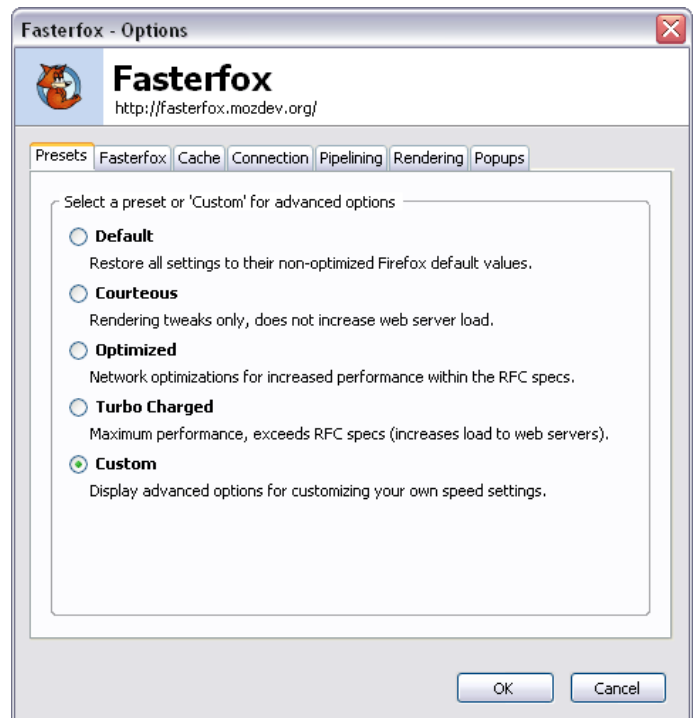 Fasterfox - Options
Fasterfox
http://fasterfox.mozdev.org/
Presets Fasterfox Cache Connection Pipelining Rendering Popups
Select a preset or 'Custom' for advanced options
Default
Restore all settings to their non-optimized Firefox default values.
Courteous
Rendering tweaks only, does not increase web server load.
Optimized
Network optimizations for increased performance within the RFC specs.
Turbo Charged
Maximum performance, exceeds RFC specs (increases load to web servers).
Custom
Display advanced options for customizing your own speed settings.
OK Cancel